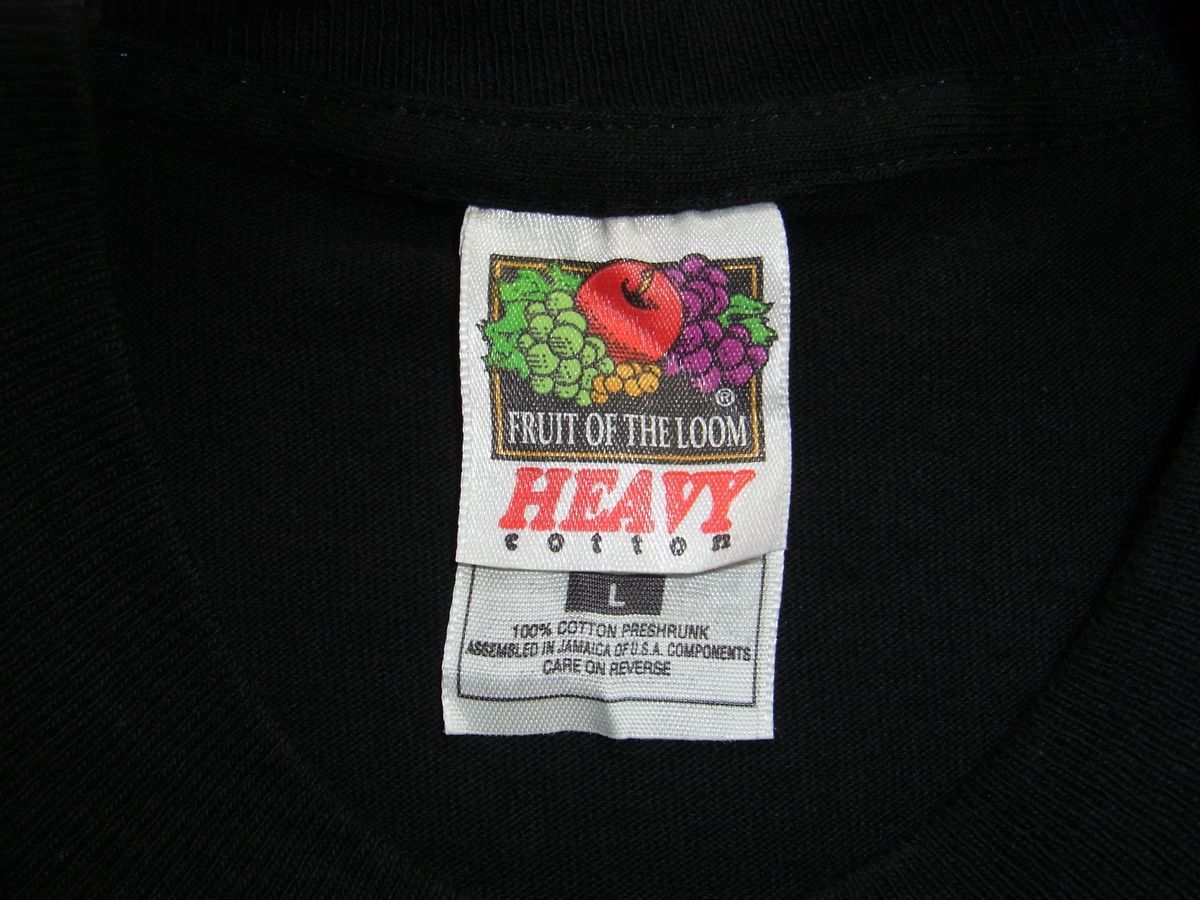 ®
FRUIT OF THE LOOM
HEAVY
cotton
L
100% COTTON PRESHRUNK
ASSEMBLED IN JAMAICA OF U.S.A. COMPONENTS
CARE ON REVERSE